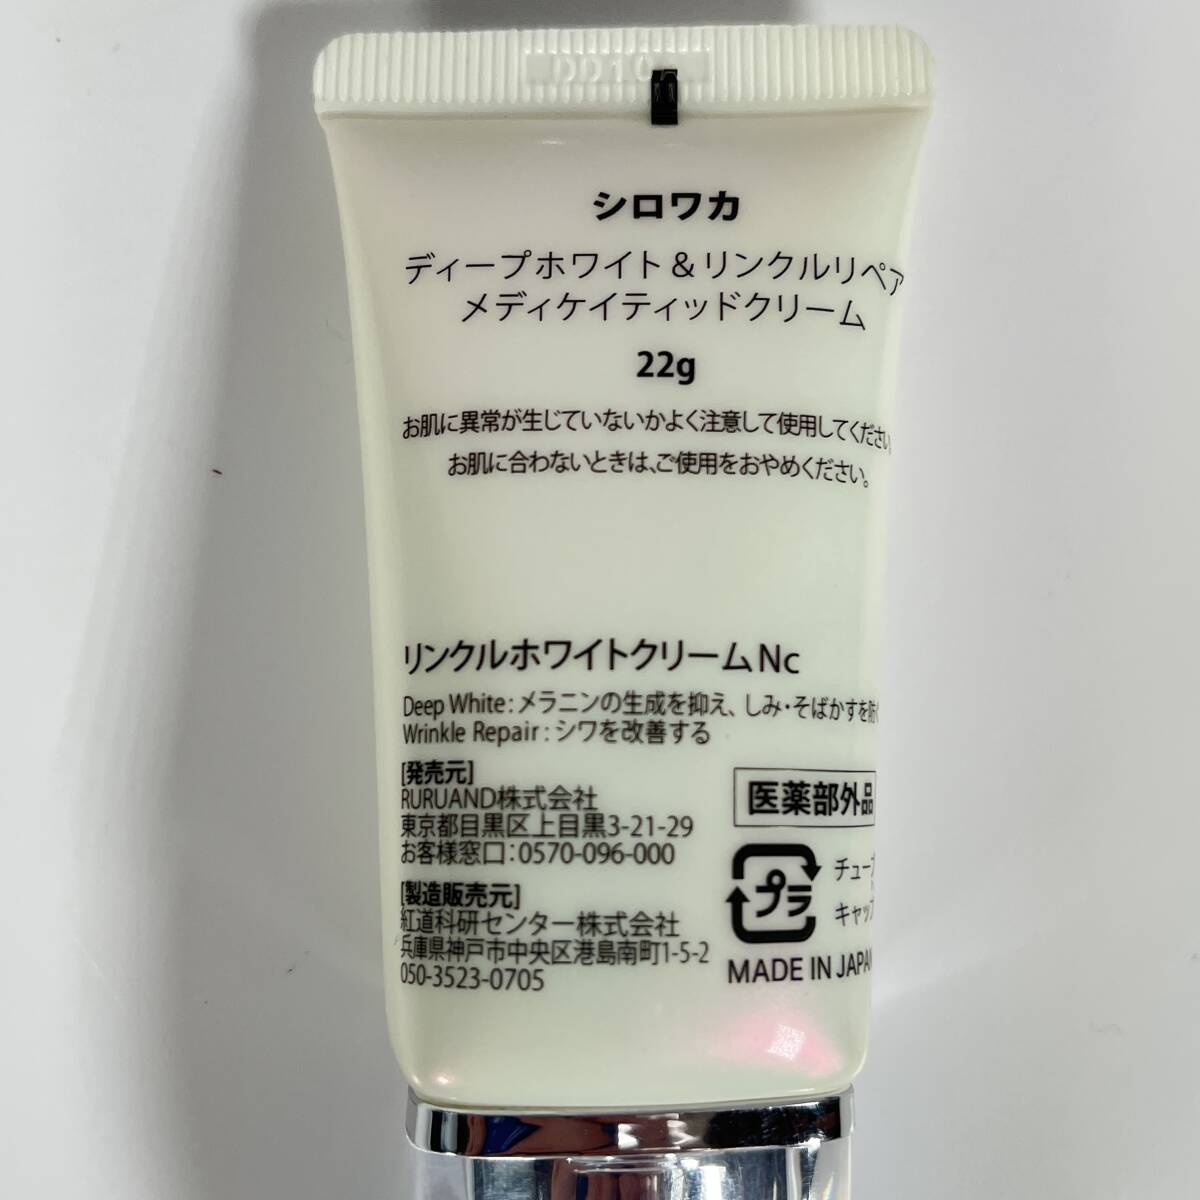 シロワカ
ディープホワイト&リンクルリペア
メディケイティッドクリーム
22g
お肌に異常が生じていないかよく注意して使用してください。
お肌に合わないときは、ご使用をおやめください。
リンクルホワイトクリームNc
Deep White:メラニンの生成を抑え、しみ・そばかすを防ぐ
Wrinkle Repair:シワを改善する
[発売元]
RURUAND株式会社
東京都目黒区上目黒3-21-29
お客様窓口:0570-096-000
[製造販売元]
紅道科研センター株式会社
兵庫県神戸市中央区港島南町1-5-2
050-3523-0705
医薬部外品
プラ
MADE IN JAPAN